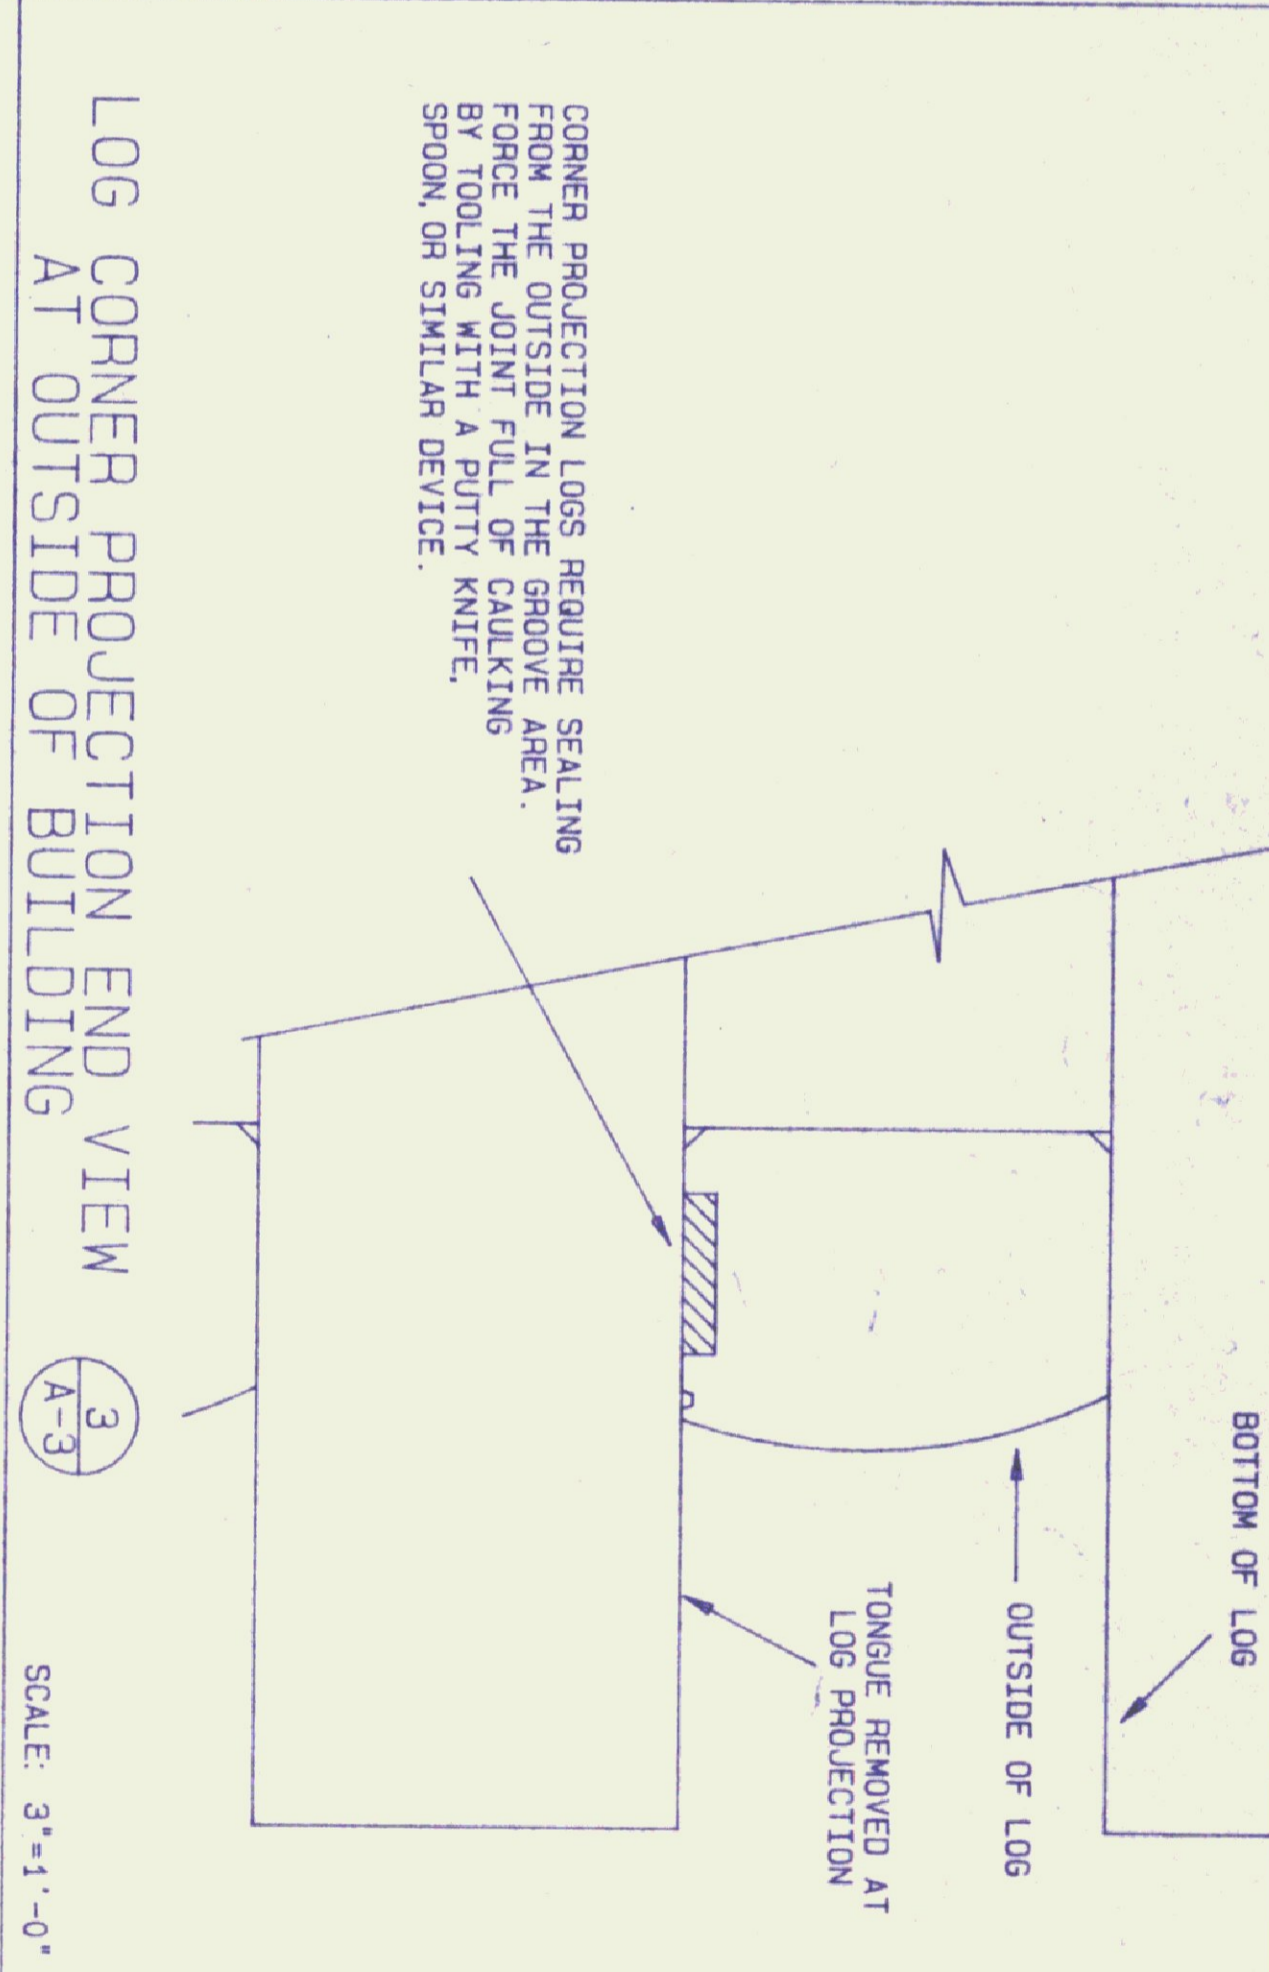 BOTTOM OF LOG
OUTSIDE OF LOG
TONGUE REMOVED AT
LOG PROJECTION
CORNER PROJECTION LOGS REQUIRE SEALING
FROM THE OUTSIDE IN THE GROOVE AREA.
FORCE THE JOINT FULL OF CAULKING
BY TOOLING WITH A PUTTY KNIFE,
SPOON, OR SIMILAR DEVICE.
LOG CORNER PROJECTION END VIEW
AT OUTSIDE OF BUILDING
3
A-3
SCALE: 3"=1'-0"